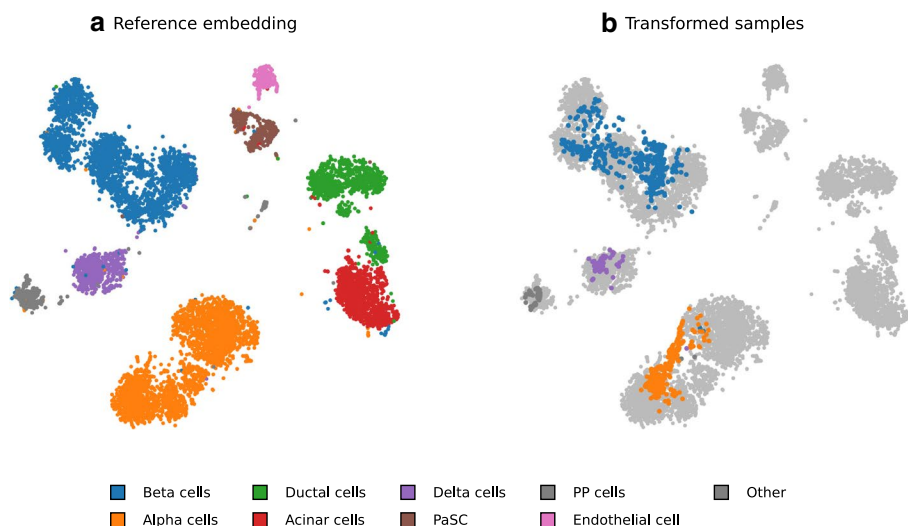 a Reference embedding
b Transformed samples
Beta cells Ductal cells Delta cells PP cells Other
Alpha cells Acinar cells PaSC Endothelial cell